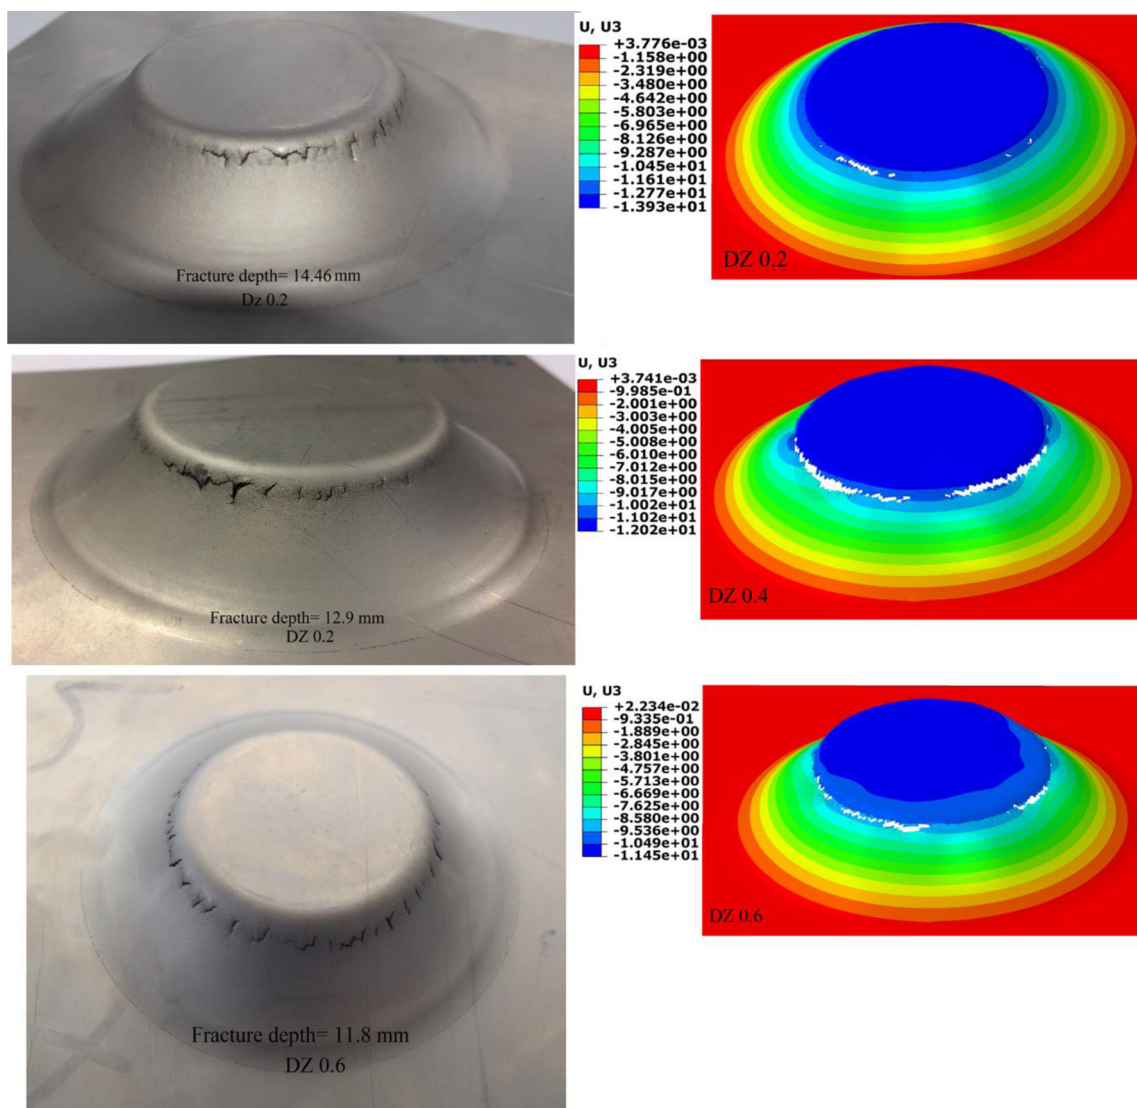 Fracture depth= 14.46 mm
Dz 0.2
U, U3
+3.776e-03
-1.158e+00
-2.319e+00
-3.480e+00
-4.642e+00
-5.803e+00
-6.965e+00
-8.126e+00
-9.287e+00
-1.045e+01
-1.161e+01
-1.277e+01
-1.393e+01
DZ 0.2
Fracture depth= 12.9 mm
DZ 0.2
U, U3
+3.741e-03
-9.985e-01
-2.001e+00
-3.003e+00
-4.005e+00
-5.008e+00
-6.010e+00
-7.012e+00
-8.015e+00
-9.017e+00
-1.002e+01
-1.102e+01
-1.202e+01
DZ 0.4
Fracture depth= 11.8 mm
DZ 0.6
U, U3
+2.234e-02
-9.335e-01
-1.889e+00
-2.845e+00
-3.801e+00
-4.757e+00
-5.713e+00
-6.669e+00
-7.625e+00
-8.580e+00
-9.536e+00
-1.049e+01
-1.145e+01
DZ 0.6